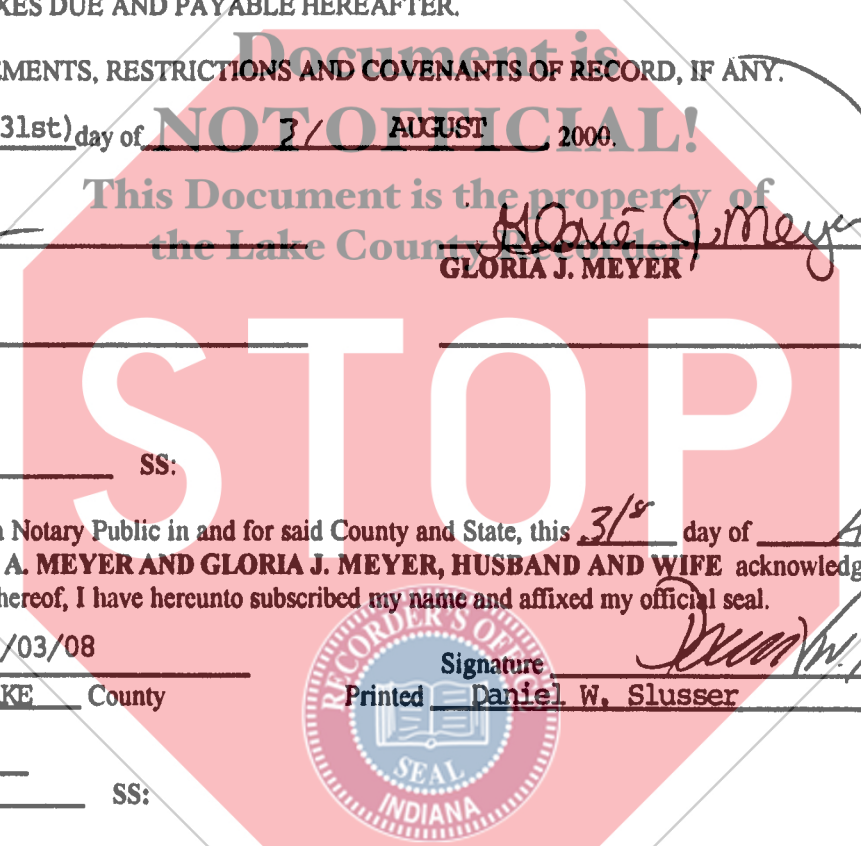 XES DUE AND PAYABLE HEREAFTER.
Document is
EMENTS, RESTRICTIONS AND COVENANTS OF RECORD, IF ANY.
NOT OFFICIAL!
31st) day of 31 AUGUST 2000.
This Document is the property of
the Lake County Recorder!
Gloria J. Meyer
GLORIA J. MEYER
STOP
SS:
Notary Public in and for said County and State, this 31st day of
A. MEYER AND GLORIA J. MEYER, HUSBAND AND WIFE acknowledg
hereof, I have hereunto subscribed my name and affixed my official seal.
/03/08
Signature
KE County
Printed Daniel W. Slusser
SS:
RECORDER'S OFFICE
SEAL
INDIANA